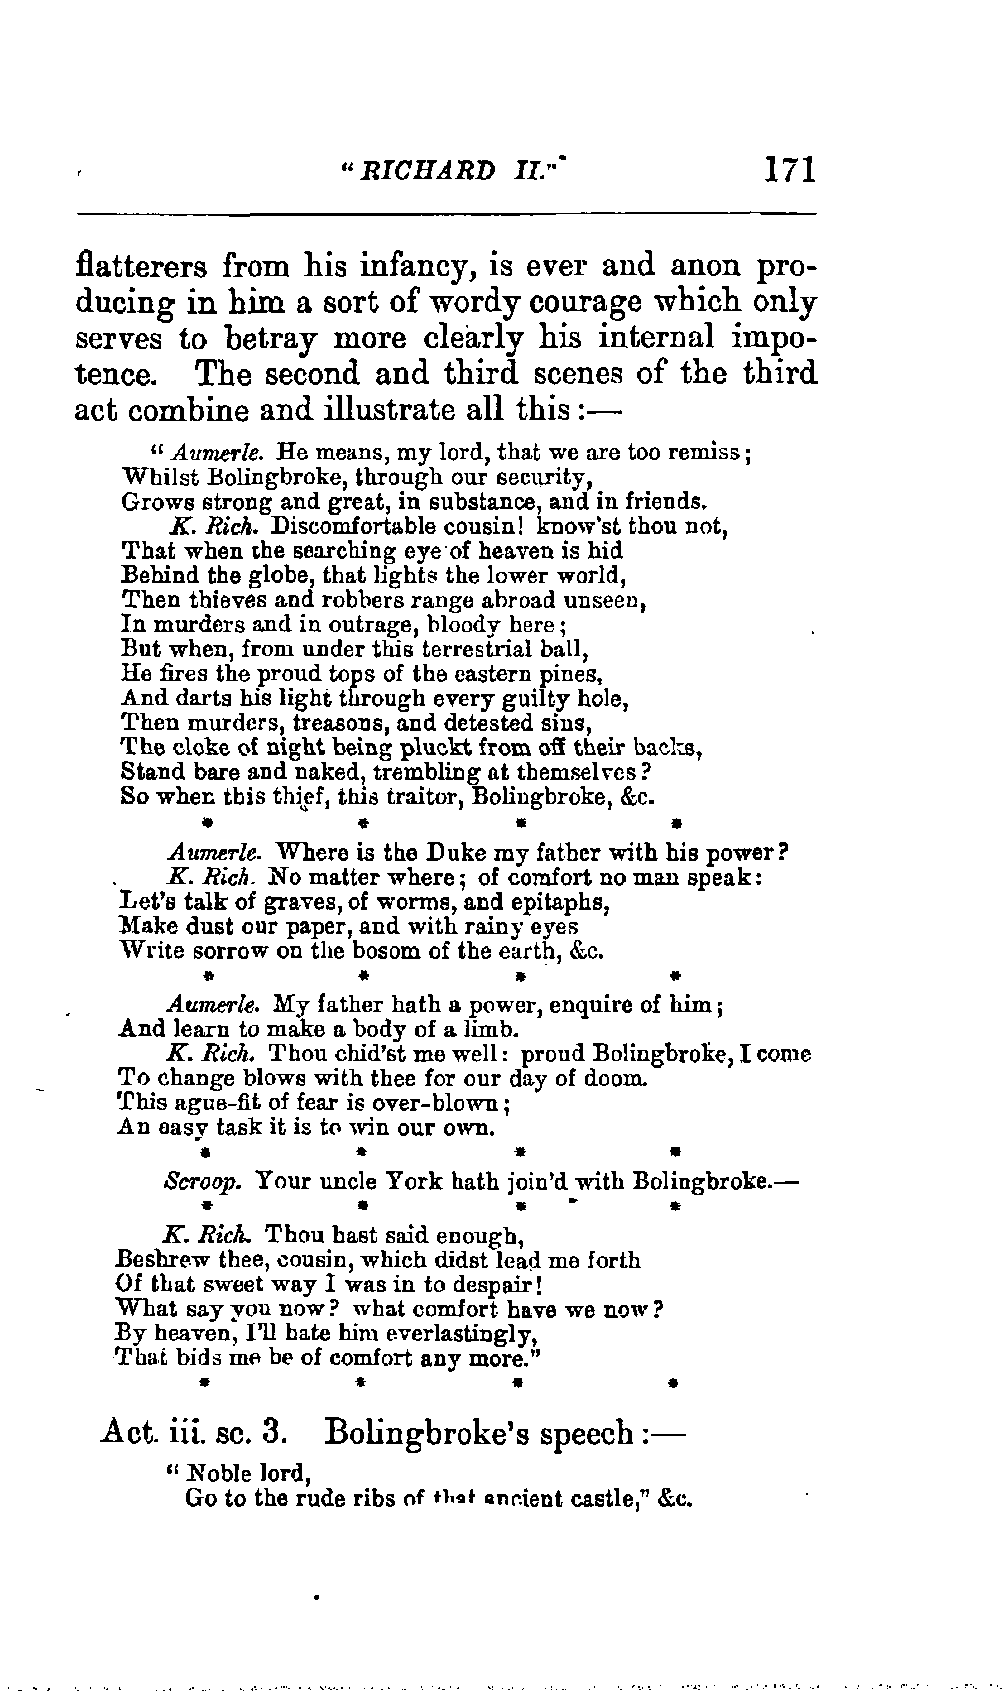 "RICHARD II." 171
flatterers from his infancy, is ever and anon pro-
ducing in him a sort of wordy courage which only
serves to betray more clearly his internal impo-
tence. The second and third scenes of the third
act combine and illustrate all this :—
"Aumerle. He means, my lord, that we are too remiss;
Whilst Bolingbroke, through our security,
Grows strong and great, in substance, and in friends.
K. Rich. Discomfortable cousin! know'st thou not,
That when the searching eye of heaven is hid
Behind the globe, that lights the lower world,
Then thieves and robbers range abroad unseen,
In murders and in outrage, bloody here;
But when, from under this terrestrial ball,
He fires the proud tops of the eastern pines,
And darts his light through every guilty hole,
Then murders, treasons, and detested sins,
The cloke of night being pluckt from off their backs,
Stand bare and naked, trembling at themselves?
So when this thief, this traitor, Bolingbroke, &c.
* * * *
Aumerle. Where is the Duke my father with his power?
K. Rich. No matter where; of comfort no man speak:
Let's talk of graves, of worms, and epitaphs,
Make dust our paper, and with rainy eyes
Write sorrow on the bosom of the earth, &c.
* * * *
Aumerle. My father hath a power, enquire of him;
And learn to make a body of a limb.
K. Rich. Thou chid'st me well: proud Bolingbroke, I come
To change blows with thee for our day of doom.
This ague-fit of fear is over-blown;
An easy task it is to win our own.
* * * *
Scroop. Your uncle York hath join'd with Bolingbroke.—
* * * *
K. Rich. Thou hast said enough,
Beshrew thee, cousin, which didst lead me forth
Of that sweet way I was in to despair!
What say you now? what comfort have we now?
By heaven, I'll hate him everlastingly,
That bids me be of comfort any more."
* * * *
Act. iii. sc. 3. Bolingbroke's speech :—
"Noble lord,
Go to the rude ribs of that ancient castle," &c.